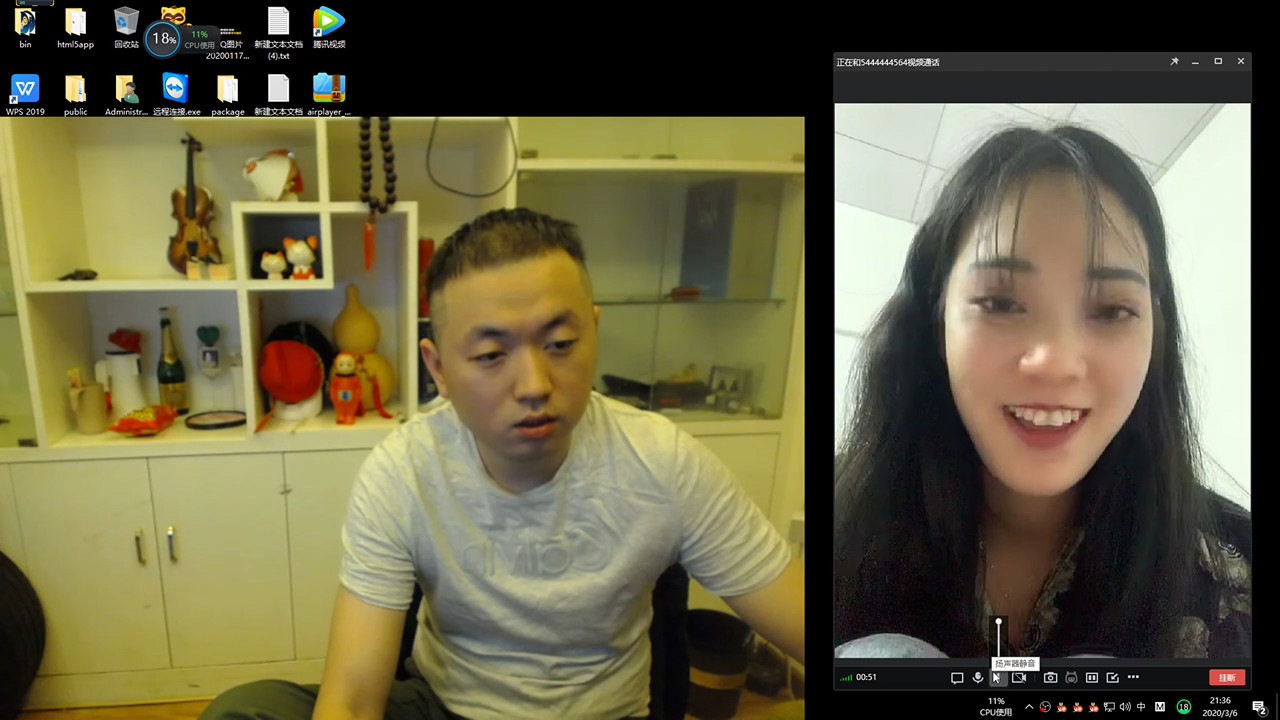 bin
html5app
回收站
Q图片
20200117...
新建文本文档
(4).txt
腾讯视频
18%
11%
CPU使用
WPS 2019
public
Administr...
远程连接.exe
package
新建文本文档
airplayer_...
正在和5444444564视频通话
扬声器静音
00:51
挂断
11%
CPU使用
中
M
18
21:36
2020/3/6
2